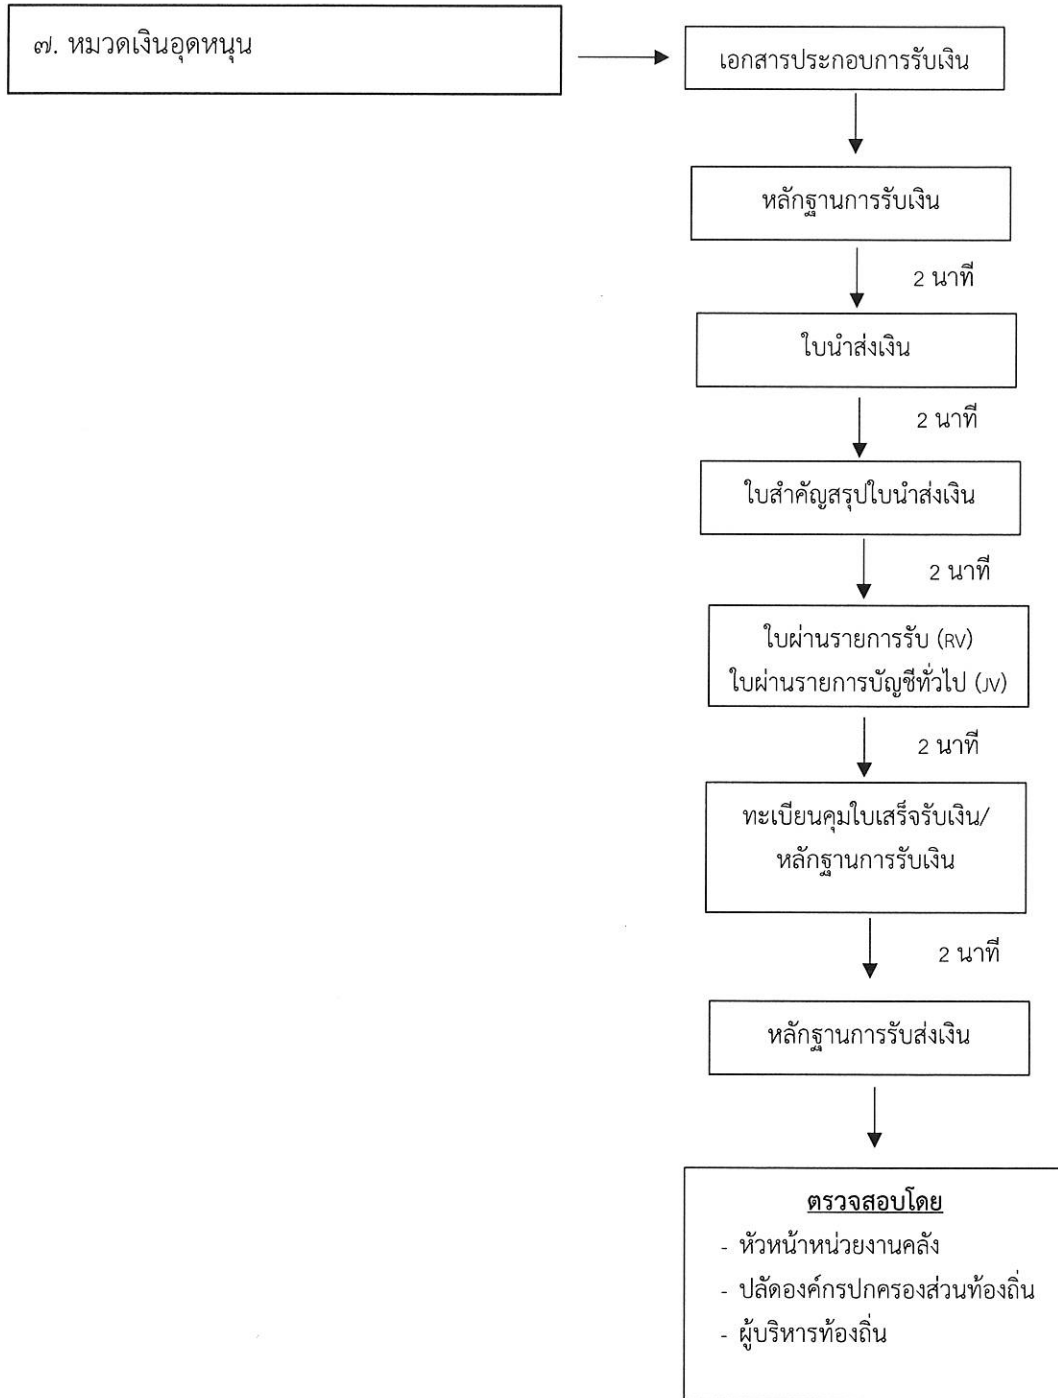 ๗. หมวดเงินอุดหนุน
เอกสารประกอบการรับเงิน
หลักฐานการรับเงิน
2 นาที
ใบนำส่งเงิน
2 นาที
ใบสำคัญสรุปใบนำส่งเงิน
2 นาที
ใบผ่านรายการรับ (RV)
ใบผ่านรายการบัญชีทั่วไป (JV)
2 นาที
ทะเบียนคุมใบเสร็จรับเงิน/
หลักฐานการรับเงิน
2 นาที
หลักฐานการรับส่งเงิน
ตรวจสอบโดย
- หัวหน้าหน่วยงานคลัง
- ปลัดองค์กรปกครองส่วนท้องถิ่น
- ผู้บริหารท้องถิ่น